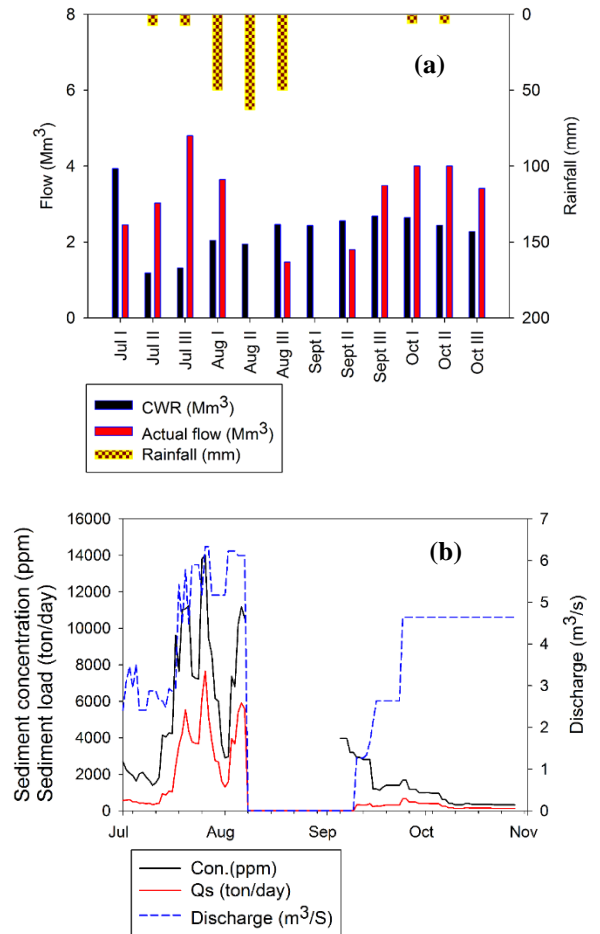 (a)
8
6
4
2
0
Flow (Mm³)
0
50
100
150
200
Rainfall (mm)
Jul I
Jul II
Jul III
Aug I
Aug II
Aug III
Sept I
Sept II
Sept III
Oct I
Oct II
Oct III
CWR (Mm³)
Actual flow (Mm³)
Rainfall (mm)
(b)
16000
14000
12000
10000
8000
6000
4000
2000
0
Sediment concentration (ppm)
Sediment load (ton/day)
7
6
5
4
3
2
1
0
Discharge (m³/s)
Jul
Aug
Sep
Oct
Nov
Con.(ppm)
Qs (ton/day)
Discharge (m³/S)